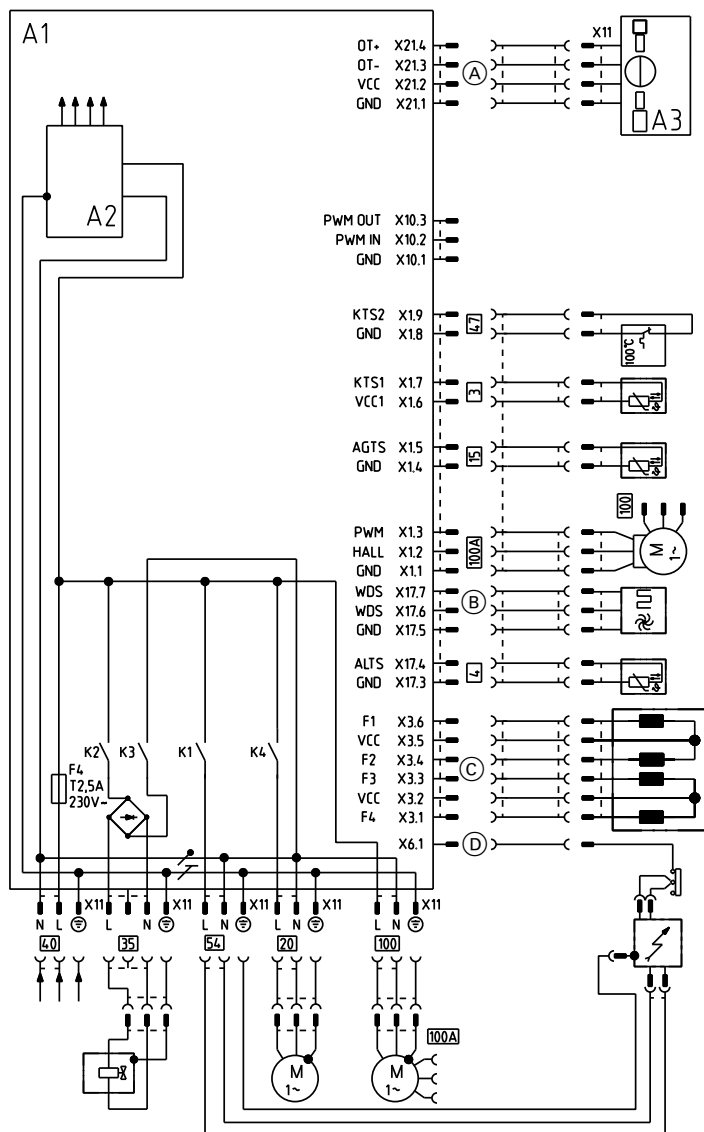 A1
OT+ X21.4
OT- X21.3
VCC X21.2
GND X21.1
A
X11
A3
A2
PWM OUT X10.3
PWM IN X10.2
GND X10.1
KTS2 X1.9
GND X1.8
47
100°C
KTS1 X1.7
VCC1 X1.6
3
AGTS X1.5
GND X1.4
15
100
PWM X1.3
HALL X1.2
GND X1.1
100A
M
1~
WDS X17.7
WDS X17.6
GND X17.5
B
ALTS X17.4
GND X17.3
4
F1 X3.6
VCC X3.5
F2 X3.4
F3 X3.3
VCC X3.2
F4 X3.1
C
X6.1
D
K2
K3
K1
K4
F4
T2,5A
230V~
X11 X11 X11 X11 X11
N L L N L N L N L N
40 35 54 20 100
100A
M
1~
M
1~